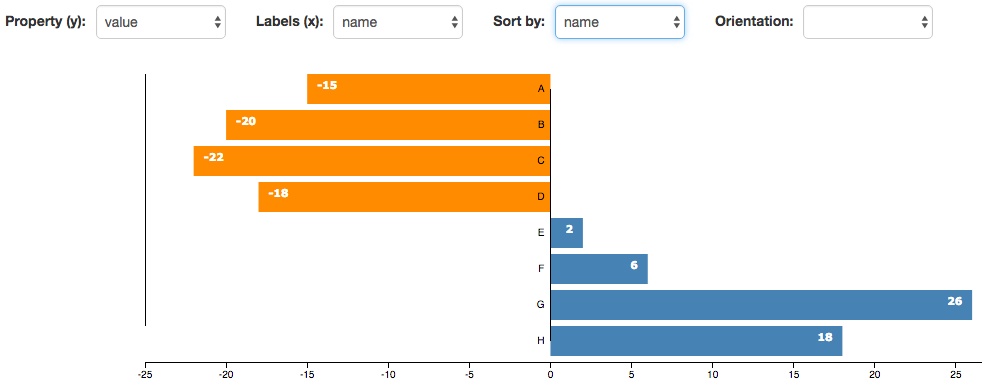 Property (y): value Labels (x): name Sort by: name Orientation:
-15 A
-20 B
-22 C
-18 D
E 2
F 6
G 26
H 18
-25 -20 -15 -10 -5 0 5 10 15 20 25